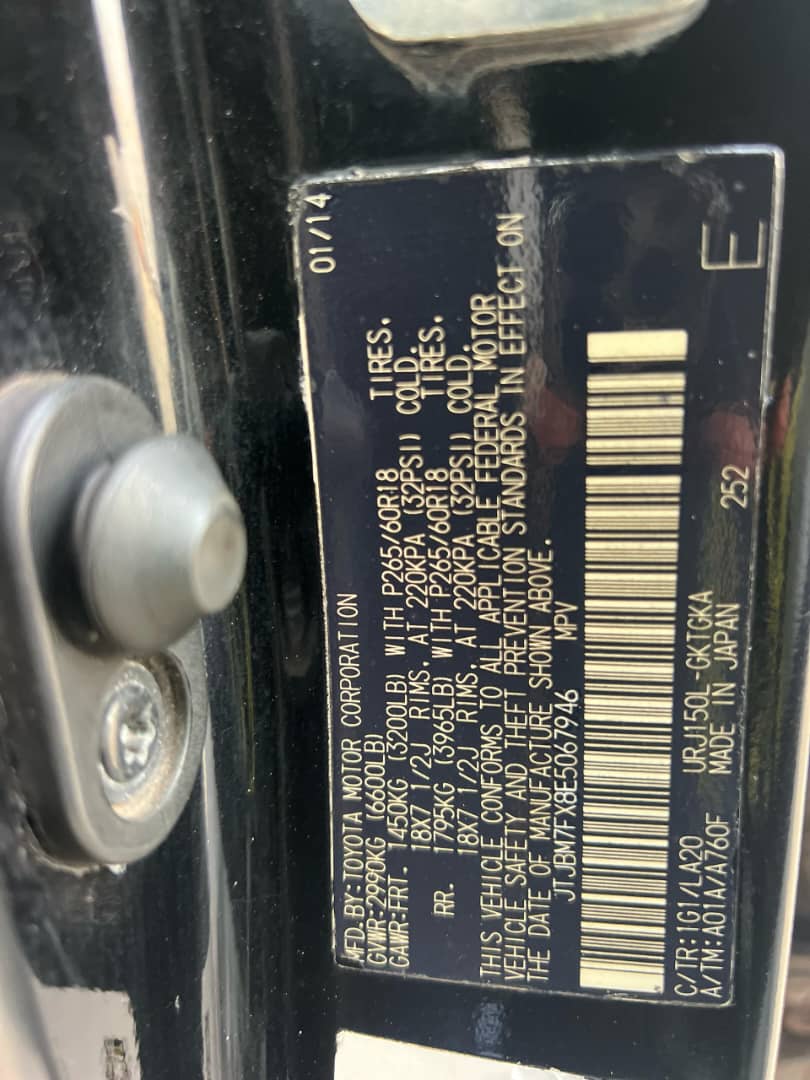 MFD.BY:TOYOTA MOTOR CORPORATION 01/14
GVWR:2990KG (6600LB)
GAWR:FRT. 1450KG (3200LB) WITH P265/60R18 TIRES.
18X7 1/2J RIMS, AT 220KPA (32PSI) COLD.
RR. 1795KG (3965LB) WITH P265/60R18 TIRES.
18X7 1/2J RIMS, AT 220KPA (32PSI) COLD.
THIS VEHICLE CONFORMS TO ALL APPLICABLE FEDERAL MOTOR
VEHICLE SAFETY AND THEFT PREVENTION STANDARDS IN EFFECT ON
THE DATE OF MANUFACTURE SHOWN ABOVE.
JTJBM7FX8E5067946 MPV
C/TR:1G1/LA20 URJ150L-GKTGKA
A/TM:A01A/A760F MADE IN JAPAN 252 E